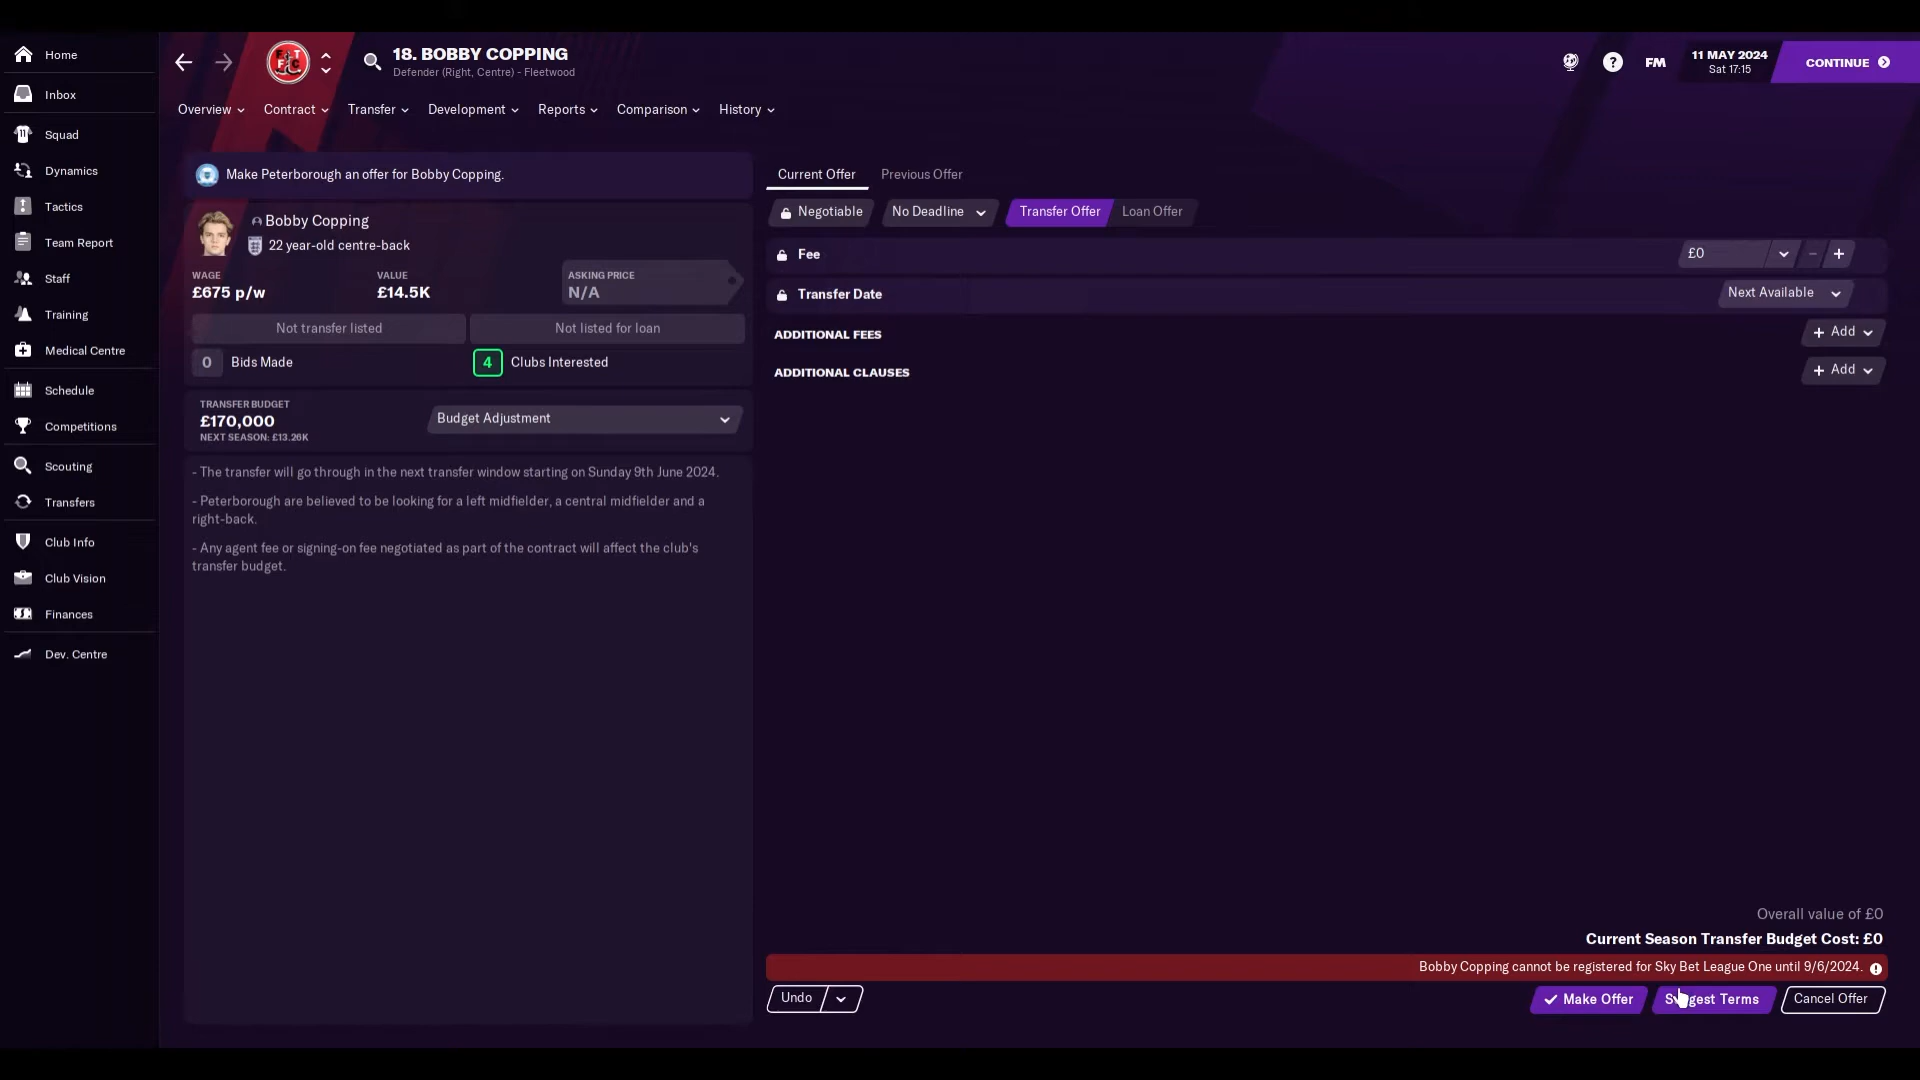 Home
Inbox
Squad
Dynamics
Tactics
Team Report
Staff
Training
Medical Centre
Schedule
Competitions
Scouting
Transfers
Club Info
Club Vision
Finances
Dev. Centre
18. BOBBY COPPING
Defender (Right, Centre) - Fleetwood
FM
11 MAY 2024
Sat 17:15
CONTINUE
Overview
Contract
Transfer
Development
Reports
Comparison
History
Make Peterborough an offer for Bobby Copping.
Bobby Copping
22 year-old centre-back
WAGE
£675 p/w
VALUE
£14.5K
ASKING PRICE
N/A
Not transfer listed
Not listed for loan
0 Bids Made
4 Clubs Interested
TRANSFER BUDGET
£170,000
NEXT SEASON: £13.26K
Budget Adjustment
- The transfer will go through in the next transfer window starting on Sunday 9th June 2024.
- Peterborough are believed to be looking for a left midfielder, a central midfielder and a
right-back.
- Any agent fee or signing-on fee negotiated as part of the contract will affect the club's
transfer budget.
Current Offer
Previous Offer
Negotiable
No Deadline
Transfer Offer
Loan Offer
Fee
£0
Transfer Date
Next Available
ADDITIONAL FEES
+ Add
ADDITIONAL CLAUSES
+ Add
Overall value of £0
Current Season Transfer Budget Cost: £0
Bobby Copping cannot be registered for Sky Bet League One until 9/6/2024.
Undo
Make Offer
Suggest Terms
Cancel Offer